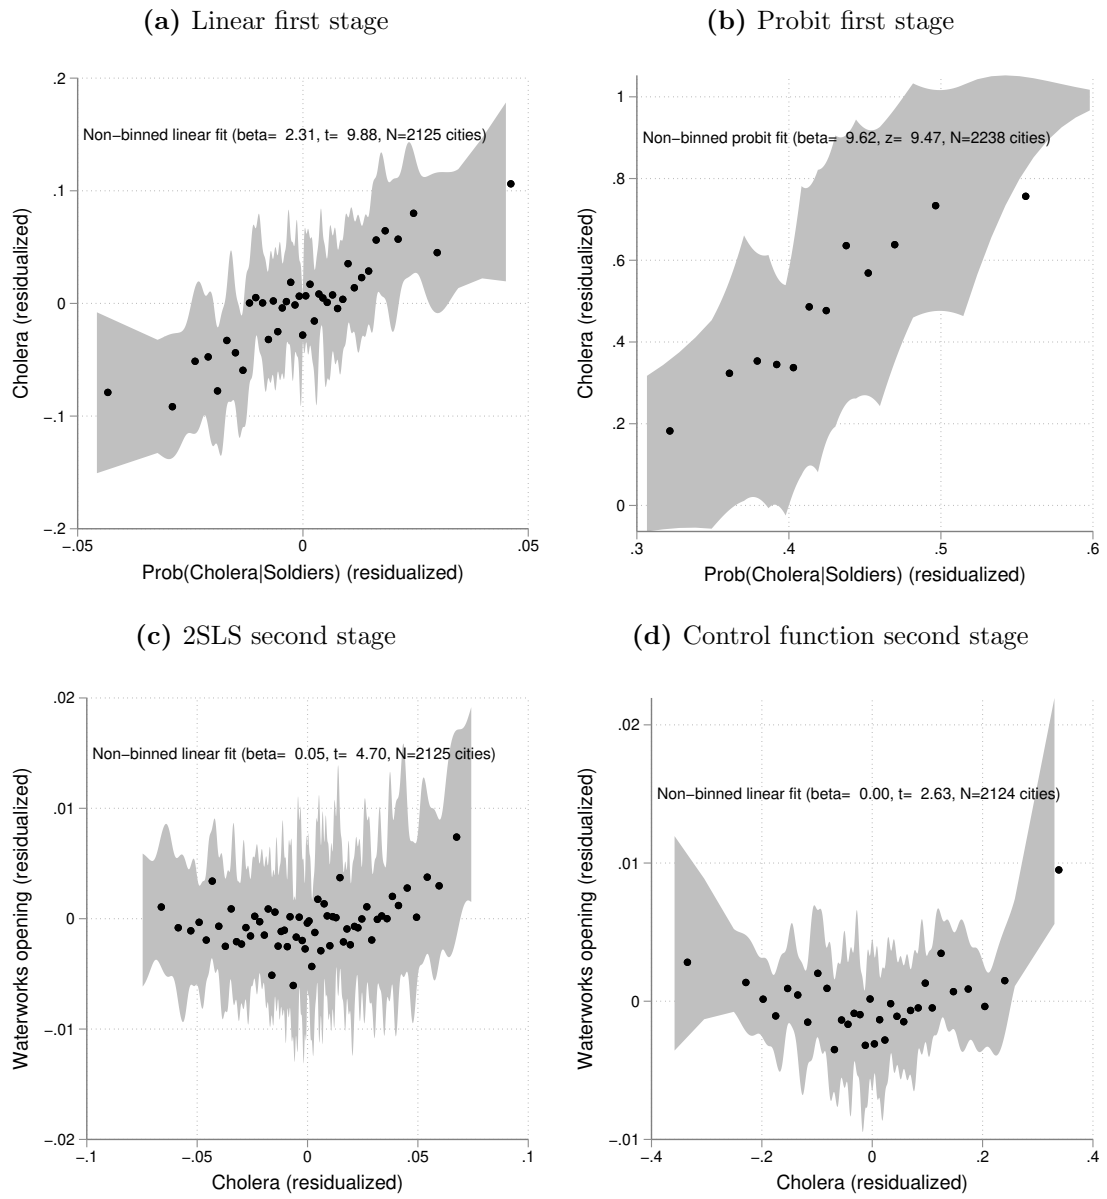 (a) Linear first stage
.2
.1
0
−.1
−.2
Cholera (residualized)
Non−binned linear fit (beta= 2.31, t= 9.88, N=2125 cities)
−.05
0
.05
Prob(Cholera|Soldiers) (residualized)
(b) Probit first stage
1
.8
.6
.4
.2
0
Cholera (residualized)
Non−binned probit fit (beta= 9.62, z= 9.47, N=2238 cities)
.3
.4
.5
.6
Prob(Cholera|Soldiers) (residualized)
(c) 2SLS second stage
.02
.01
0
−.01
−.02
Waterworks opening (residualized)
Non−binned linear fit (beta= 0.05, t= 4.70, N=2125 cities)
−.1
−.05
0
.05
.1
Cholera (residualized)
(d) Control function second stage
.02
.01
0
−.01
Waterworks opening (residualized)
Non−binned linear fit (beta= 0.00, t= 2.63, N=2124 cities)
−.4
−.2
0
.2
.4
Cholera (residualized)